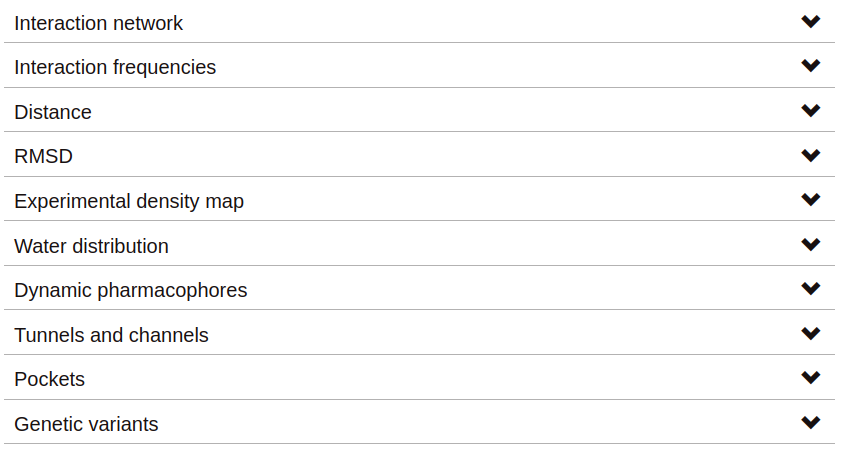 Interaction network
Interaction frequencies
Distance
RMSD
Experimental density map
Water distribution
Dynamic pharmacophores
Tunnels and channels
Pockets
Genetic variants